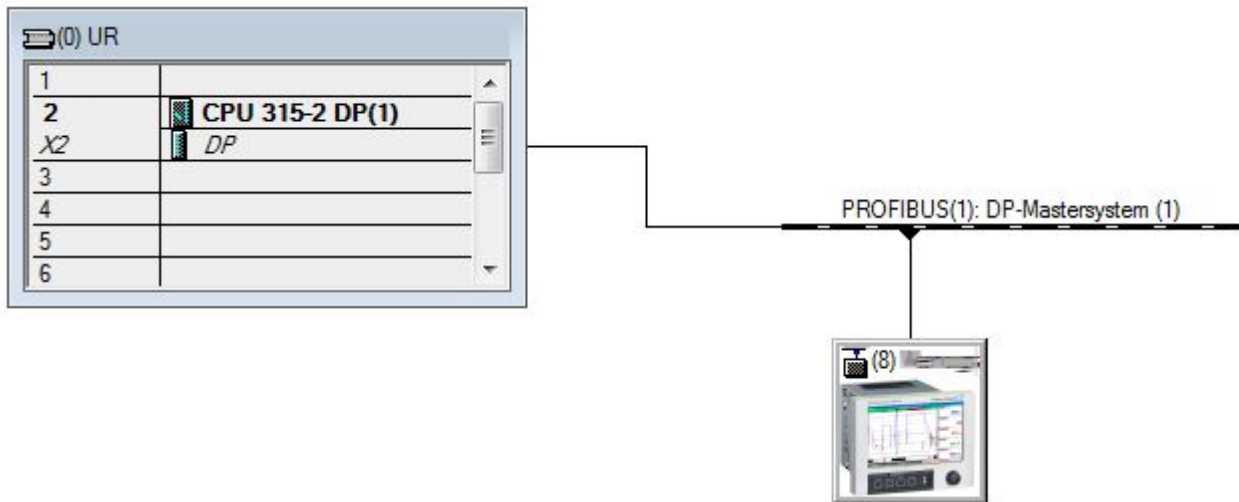 (0) UR
1
2 CPU 315-2 DP(1)
X2 DP
3
4
5
6
PROFIBUS(1): DP-Mastersystem (1)
(8)